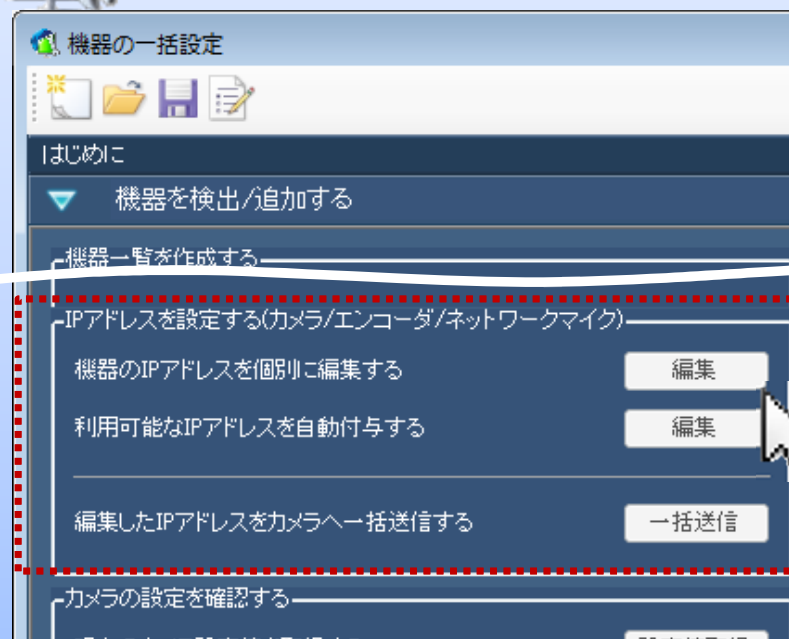 機器の一括設定
はじめに
機器を検出/追加する
機器一覧を作成する
IPアドレスを設定する(カメラ/エンコーダ/ネットワークマイク)
機器のIPアドレスを個別に編集する 編集
利用可能なIPアドレスを自動付与する 編集
編集したIPアドレスをカメラへ一括送信する 一括送信
カメラの設定を確認する